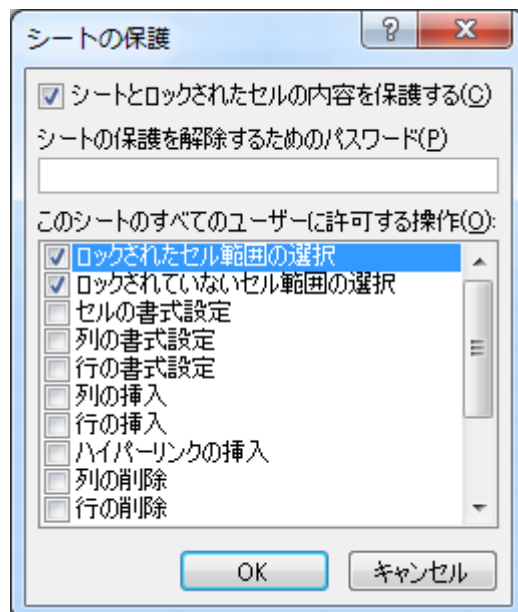 シートの保護
?
シートとロックされたセルの内容を保護する(C)
シートの保護を解除するためのパスワード(P)
このシートのすべてのユーザーに許可する操作(O):
ロックされたセル範囲の選択
ロックされていないセル範囲の選択
セルの書式設定
列の書式設定
行の書式設定
列の挿入
行の挿入
ハイパーリンクの挿入
列の削除
行の削除
OK
キャンセル